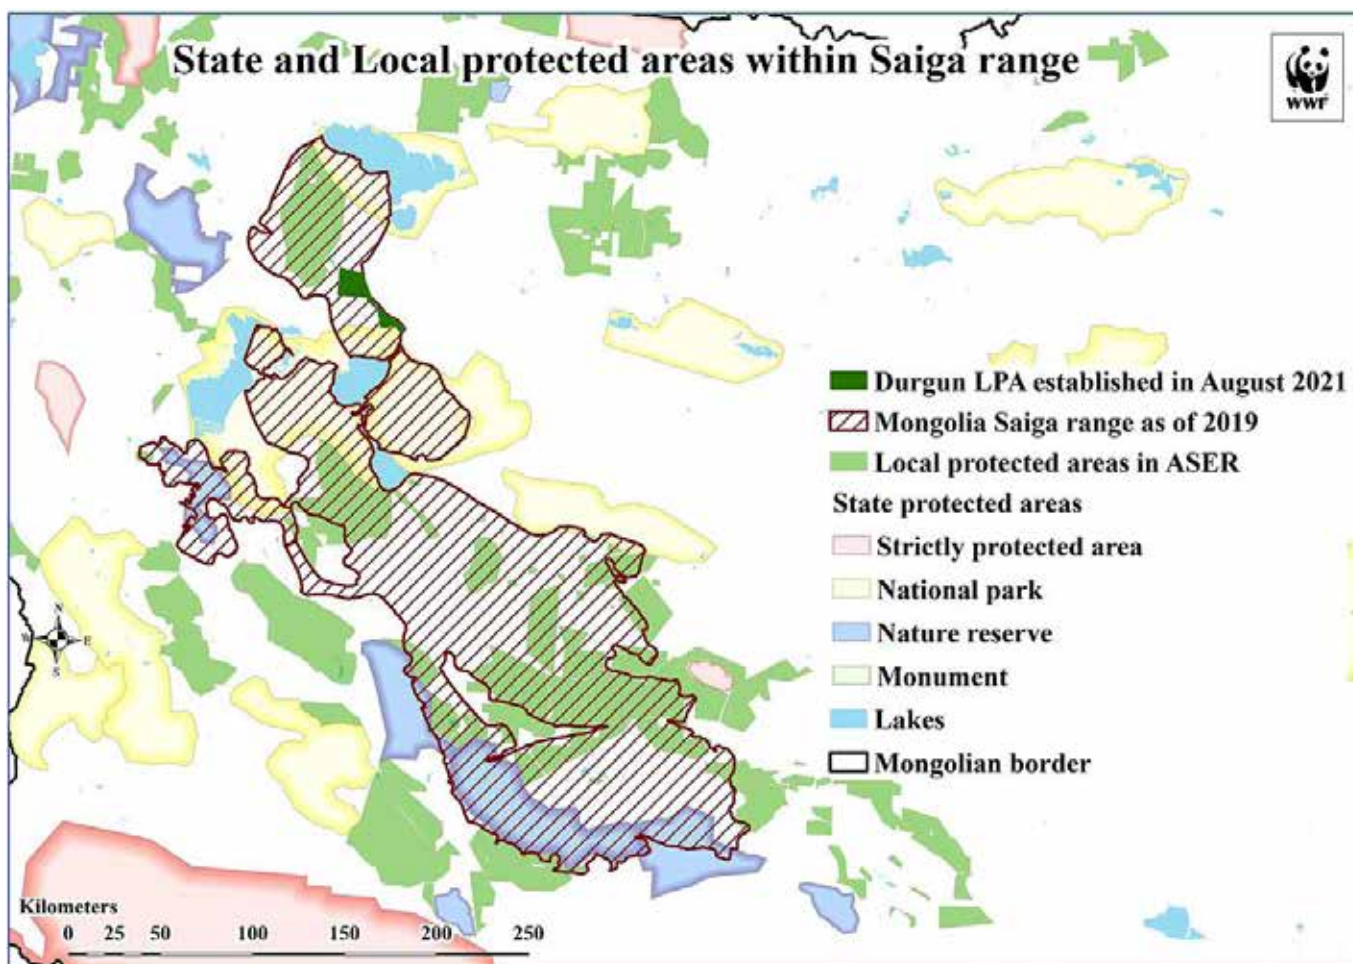 State and Local protected areas within Saiga range
WWF
Durgun LPA established in August 2021
Mongolia Saiga range as of 2019
Local protected areas in ASER
State protected areas
Strictly protected area
National park
Nature reserve
Monument
Lakes
Mongolian border
N
W E
S
Kilometers
0 25 50 100 150 200 250